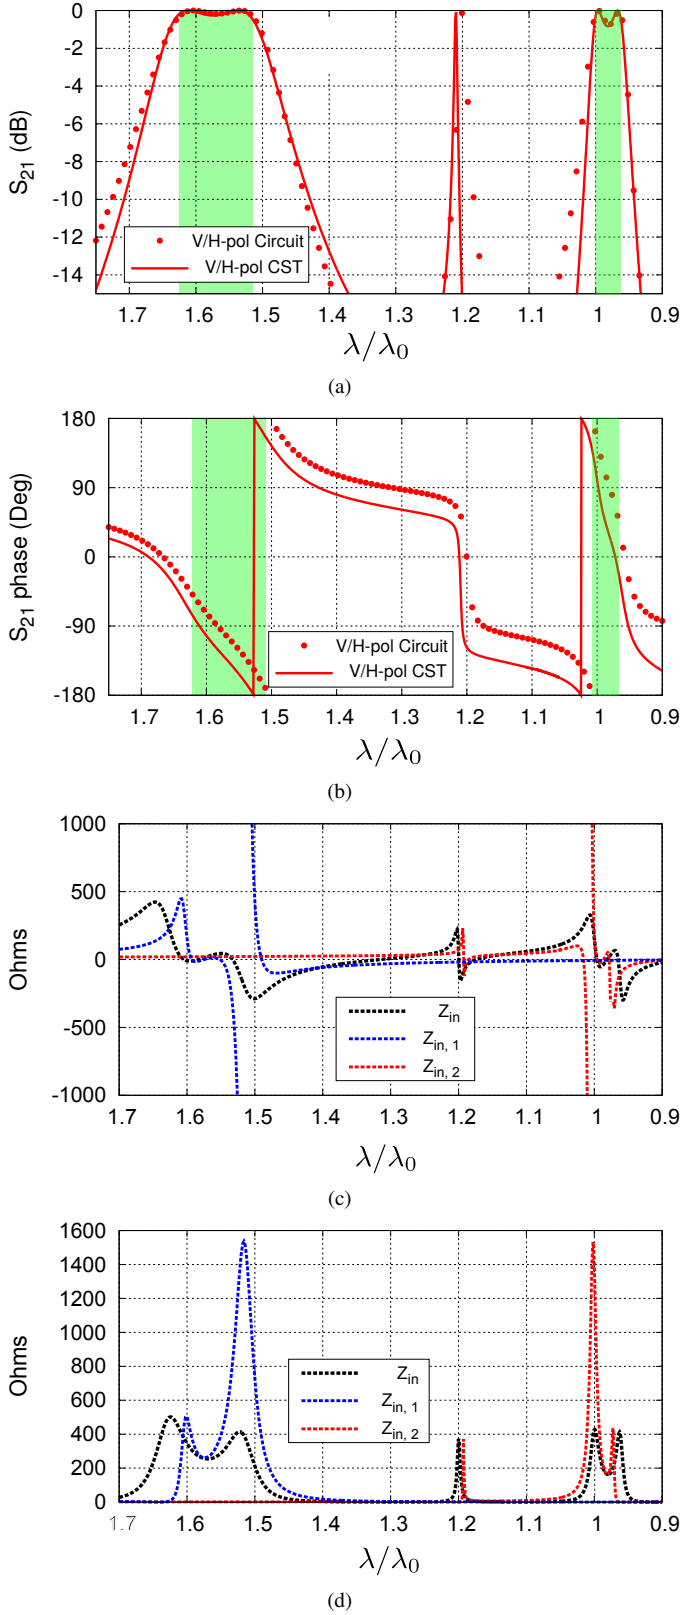 0
-2
-4
-6
-8
-10
-12
-14
S21 (dB)
V/H-pol Circuit
V/H-pol CST
1.7 1.6 1.5 1.4 1.3 1.2 1.1 1 0.9
λ/λ0
(a)
180
90
0
-90
-180
S21 phase (Deg)
V/H-pol Circuit
V/H-pol CST
1.7 1.6 1.5 1.4 1.3 1.2 1.1 1 0.9
λ/λ0
(b)
1000
500
0
-500
-1000
Ohms
Zin
Zin, 1
Zin, 2
1.7 1.6 1.5 1.4 1.3 1.2 1.1 1 0.9
λ/λ0
(c)
1600
1400
1200
1000
800
600
400
200
0
Ohms
Zin
Zin, 1
Zin, 2
1.7 1.6 1.5 1.4 1.3 1.2 1.1 1 0.9
λ/λ0
(d)